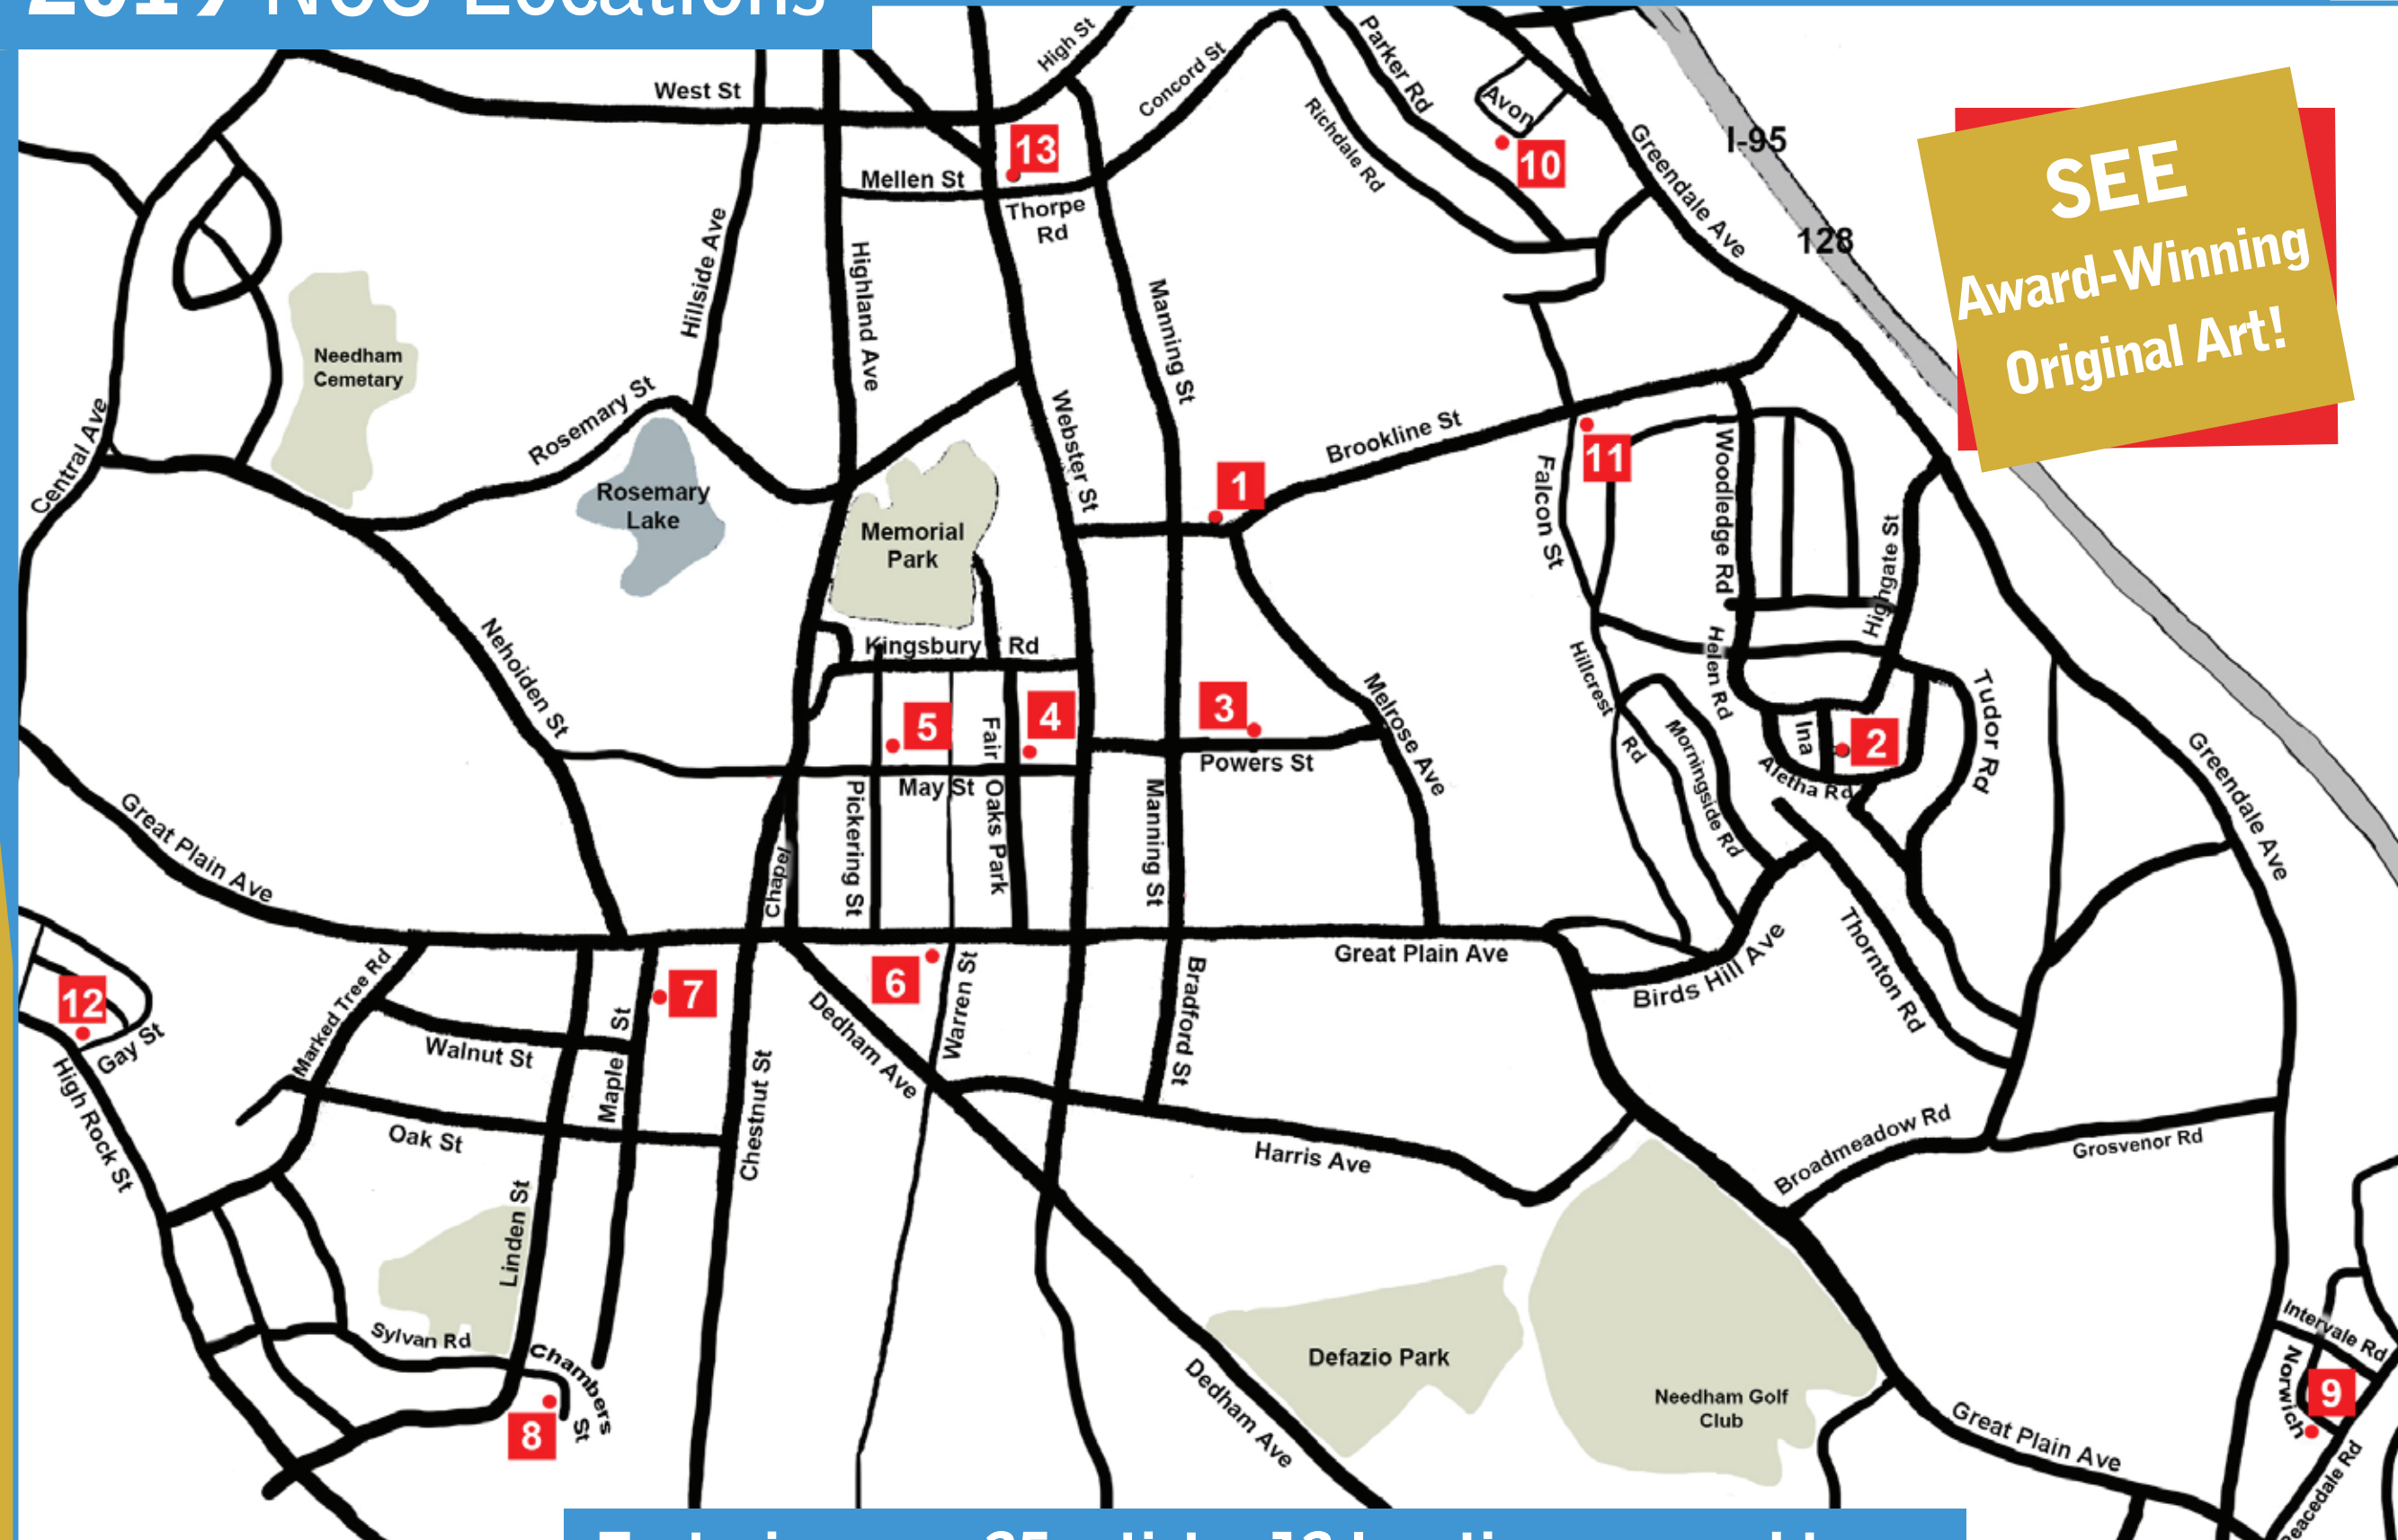 2019 NOS Locations
West St
High St
Concord St
Parker Rd
Richdale Rd
Avon
Greendale Ave
I-95
128
SEE
Award-Winning
Original Art!
13
10
Mellen St
Thorpe
Rd
Hillside Ave
Highland Ave
Manning St
Needham
Cemetary
Central Ave
Rosemary St
Rosemary
Lake
Webster St
Memorial
Park
Brookline St
1
11
Falcon St
Woodledge Rd
Highgate St
Nehoiden St
Kingsbury Rd
Hillcrest
Rd
Helen Rd
Morningside Rd
Tudor Rd
5
4
3
2
Fair
Oaks Park
Ina
Aletha Rd
Powers St
May St
Melrose Ave
Pickering St
Manning St
Chapel
Great Plain Ave
Greendale Ave
Great Plain Ave
Birds Hill Ave
Thornton Rd
12
7
6
Marked Tree Rd
Gay St
Walnut St
Maple St
Dedham Ave
Warren St
Bradford St
High Rock St
Oak St
Chestnut St
Harris Ave
Broadmeadow Rd
Grosvenor Rd
Linden St
Sylvan Rd
Chambers
St
8
Defazio Park
Needham Golf
Club
Dedham Ave
Great Plain Ave
Intervale Rd
Norwich
9
Peacedale Rd